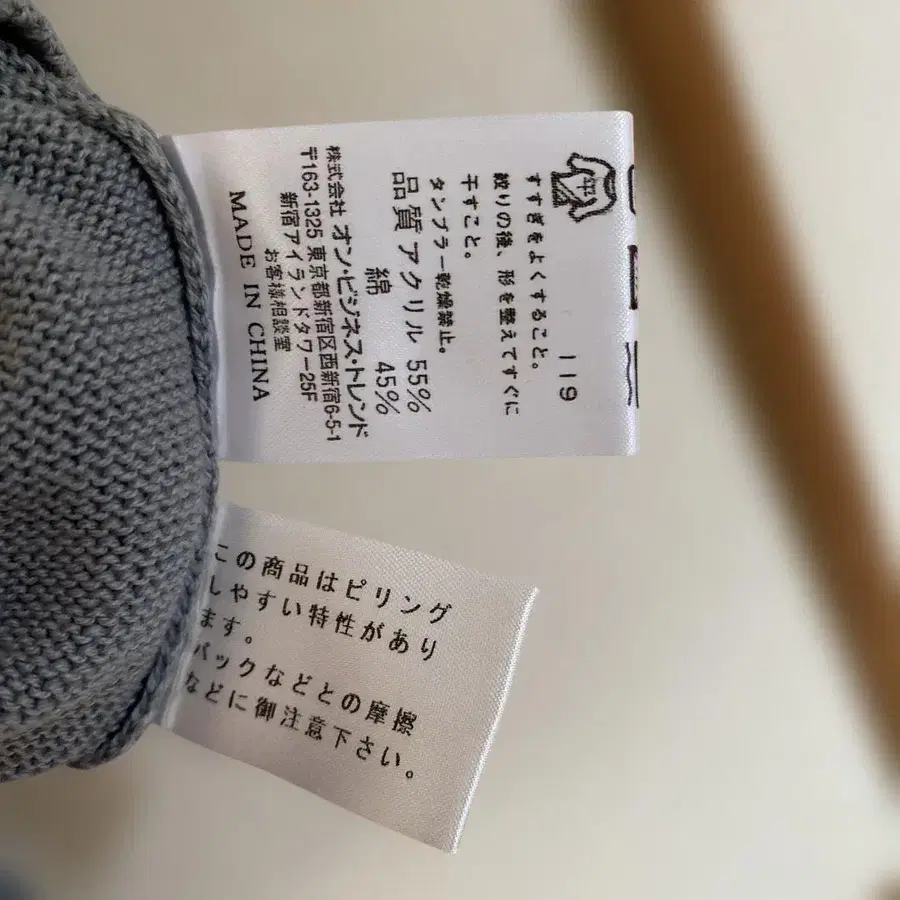 平
119
すすぎをよくすること。
絞りの後、形を整えてすぐに
干すこと。
タンブラー乾燥禁止。
品質 アクリル 55%
綿 45%
株式会社 オン・ビジネス・トレンド
〒163-1325 東京都新宿区西新宿6-5-1
新宿アイランドタワー25F
お客様相談室
MADE IN CHINA
この商品はピリング
しやすい特性があり
ます。
バックなどとの摩擦
などに御注意下さい。